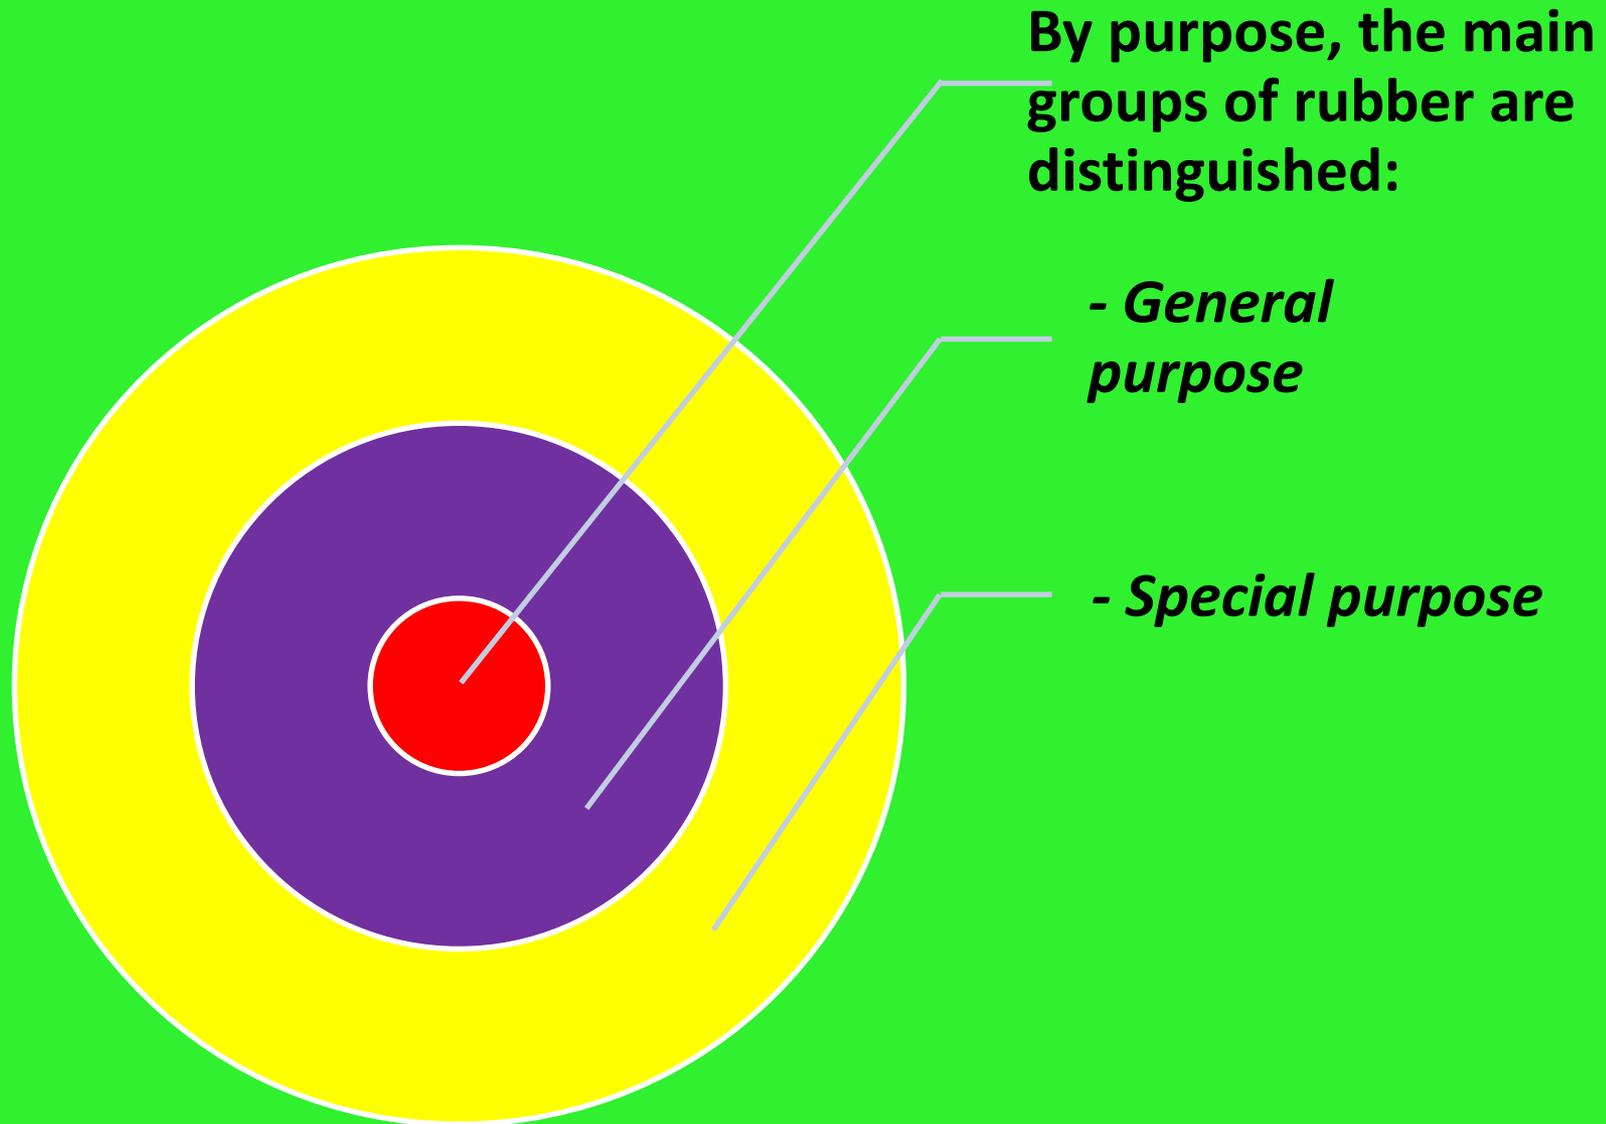 By purpose, the main
groups of rubber are
distinguished:
- General
purpose
- Special purpose